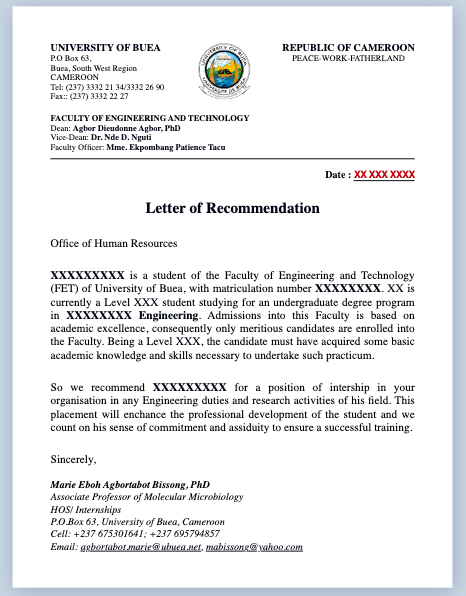 UNIVERSITY OF BUEA
P.O Box 63,
Buea, South West Region
CAMEROON
Tel: (237) 3332 21 34/3332 26 90
Fax:: (237) 3332 22 27
REPUBLIC OF CAMEROON
PEACE-WORK-FATHERLAND
FACULTY OF ENGINEERING AND TECHNOLOGY
Dean: Agbor Dieudonne Agbor, PhD
Vice-Dean: Dr. Nde D. Nguti
Faculty Officer: Mme. Ekpombang Patience Tacu
Date : XX XXX XXXX
Letter of Recommendation
Office of Human Resources
XXXXXXXXX is a student of the Faculty of Engineering and Technology
(FET) of University of Buea, with matriculation number XXXXXXXX. XX is
currently a Level XXX student studying for an undergraduate degree program
in XXXXXXXX Engineering. Admissions into this Faculty is based on
academic excellence, consequently only meritious candidates are enrolled into
the Faculty. Being a Level XXX, the candidate must have acquired some basic
academic knowledge and skills necessary to undertake such practicum.
So we recommend XXXXXXXXX for a position of intership in your
organisation in any Engineering duties and research activities of his field. This
placement will enchance the professional development of the student and we
count on his sense of commitment and assiduity to ensure a successful training.
Sincerely,
Marie Eboh Agbortabot Bissong, PhD
Associate Professor of Molecular Microbiology
HOS/ Internships
P.O.Box 63, University of Buea, Cameroon
Cell: +237 675301641; +237 695794857
Email: agbortabot.marie@ubuea.net, mabissong@yahoo.com